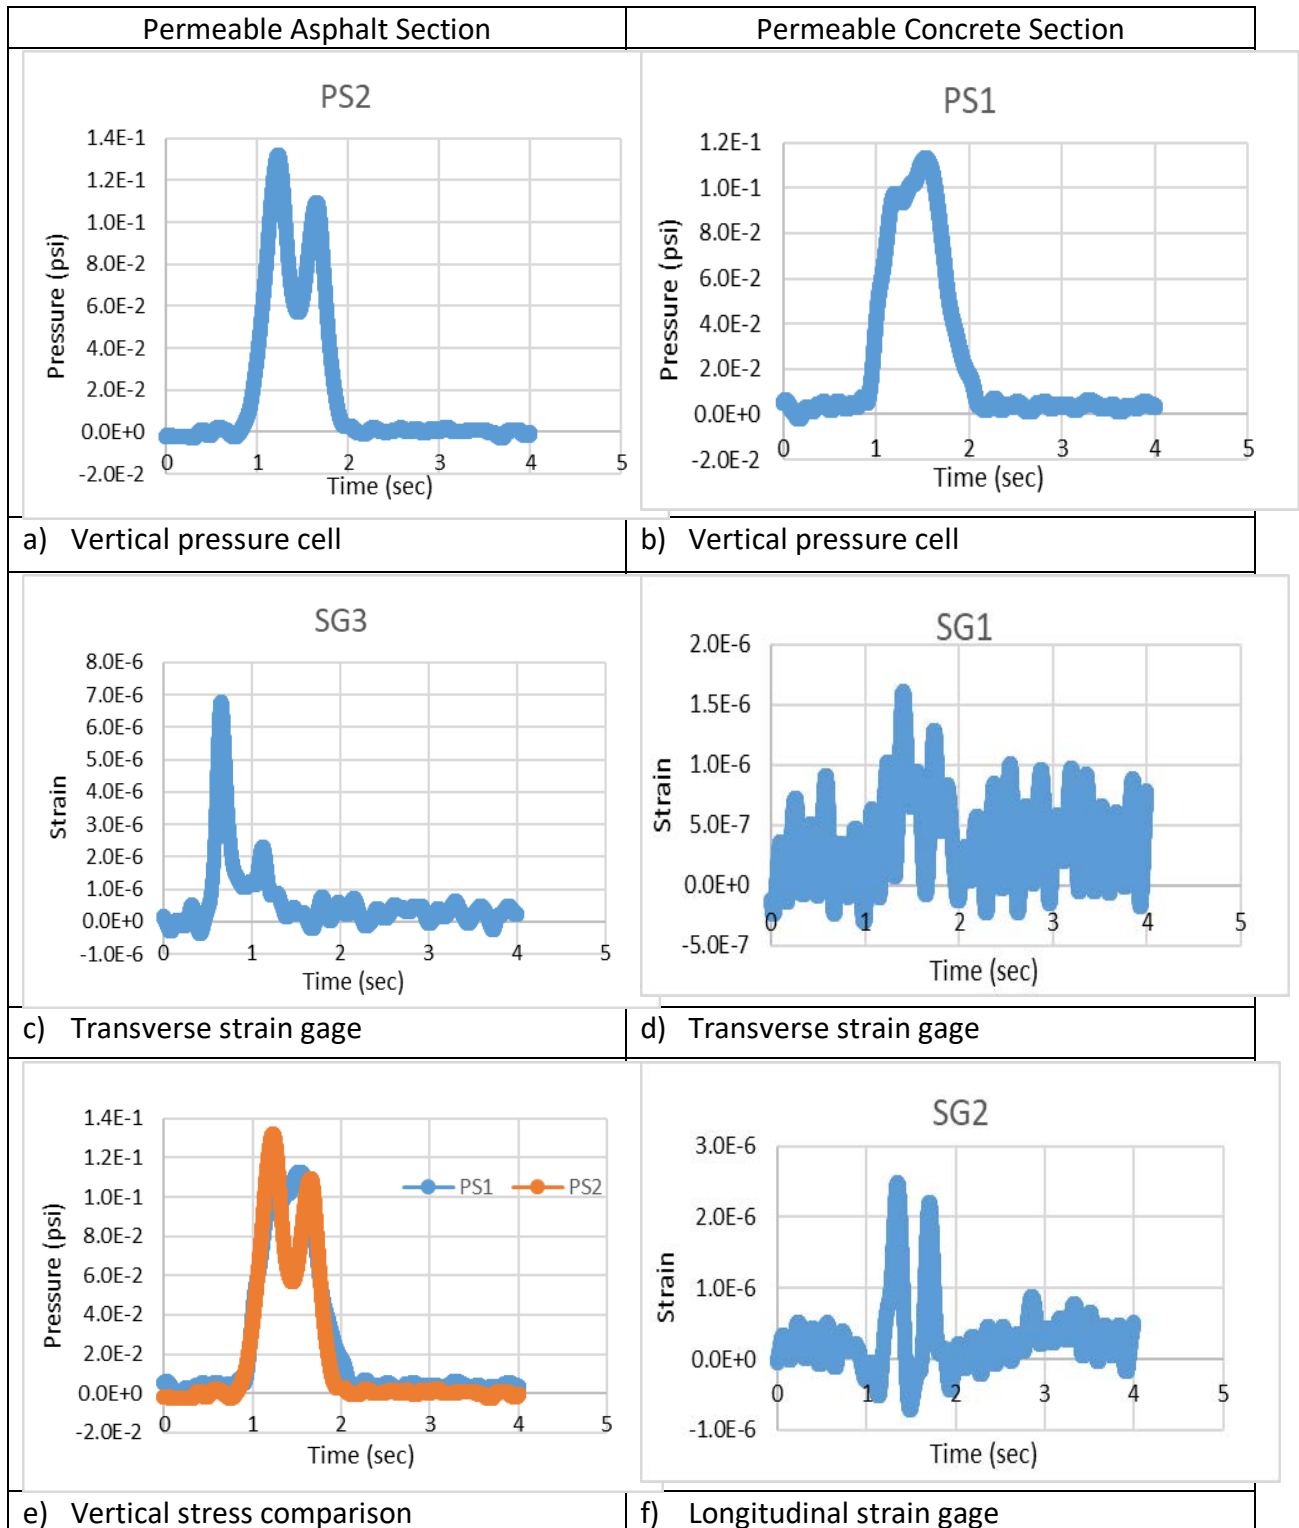 Permeable Asphalt Section
Permeable Concrete Section
PS2
1.4E-1
1.2E-1
1.0E-1
8.0E-2
6.0E-2
4.0E-2
2.0E-2
0.0E+0
-2.0E-2
0 1 2 3 4 5
Pressure (psi)
Time (sec)
PS1
1.2E-1
1.0E-1
8.0E-2
6.0E-2
4.0E-2
2.0E-2
0.0E+0
-2.0E-2
0 1 2 3 4 5
Pressure (psi)
Time (sec)
a) Vertical pressure cell
b) Vertical pressure cell
SG3
8.0E-6
7.0E-6
6.0E-6
5.0E-6
4.0E-6
3.0E-6
2.0E-6
1.0E-6
0.0E+0
-1.0E-6
0 1 2 3 4 5
Strain
Time (sec)
SG1
2.0E-6
1.5E-6
1.0E-6
5.0E-7
0.0E+0
-5.0E-7
0 1 2 3 4 5
Strain
Time (sec)
c) Transverse strain gage
d) Transverse strain gage
1.4E-1
1.2E-1
1.0E-1
8.0E-2
6.0E-2
4.0E-2
2.0E-2
0.0E+0
-2.0E-2
0 1 2 3 4 5
Pressure (psi)
Time (sec)
PS1 PS2
SG2
3.0E-6
2.0E-6
1.0E-6
0.0E+0
-1.0E-6
0 1 2 3 4 5
Strain
Time (sec)
e) Vertical stress comparison
f) Longitudinal strain gage